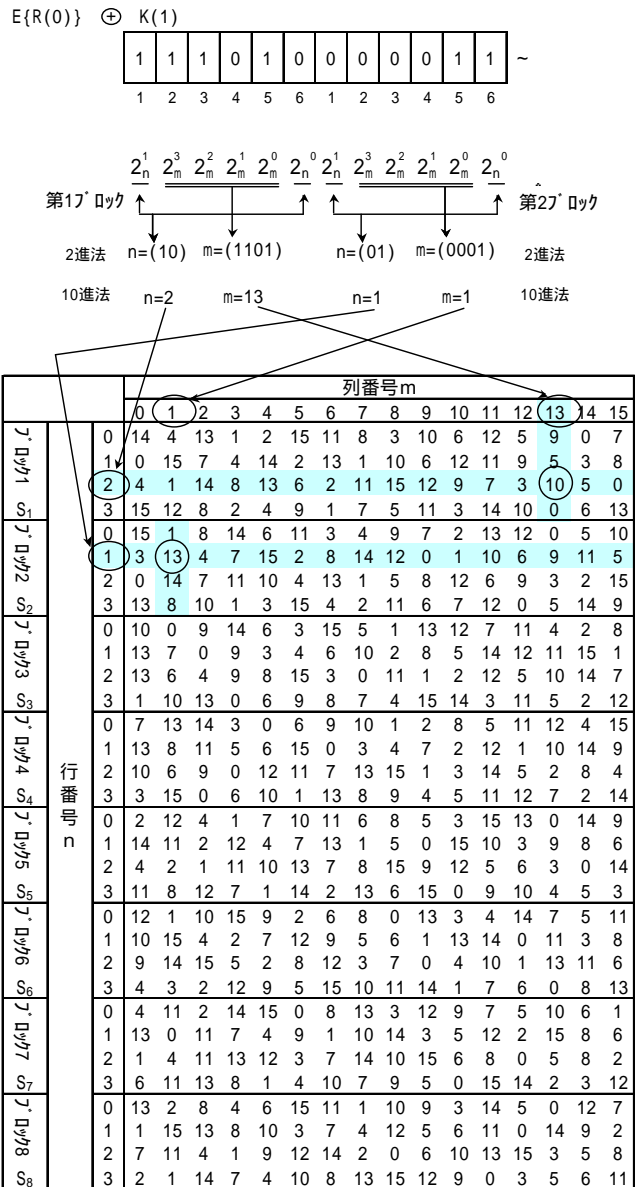 E{R(0)} ⊕ K(1)
1 1 1 0 1 0 0 0 0 0 1 1 ~
1 2 3 4 5 6 1 2 3 4 5 6
2¹ₙ 2³ₘ 2²ₘ 2¹ₘ 2⁰ₘ 2ₙ⁰ 2¹ₙ 2³ₘ 2²ₘ 2¹ₘ 2⁰ₘ 2ₙ⁰
第1ブロック 第2ブロック
2進法 n=(10) m=(1101) n=(01) m=(0001) 2進法
10進法 n=2 m=13 n=1 m=1 10進法
列番号m
0 1 2 3 4 5 6 7 8 9 10 11 12 13 14 15
行番号n
ブロック1 S₁
0 14 4 13 1 2 15 11 8 3 10 6 12 5 9 0 7
1 0 15 7 4 14 2 13 1 10 6 12 11 9 5 3 8
2 4 1 14 8 13 6 2 11 15 12 9 7 3 10 5 0
3 15 12 8 2 4 9 1 7 5 11 3 14 10 0 6 13
ブロック2 S₂
0 15 1 8 14 6 11 3 4 9 7 2 13 12 0 5 10
1 3 13 4 7 15 2 8 14 12 0 1 10 6 9 11 5
2 0 14 7 11 10 4 13 1 5 8 12 6 9 3 2 15
3 13 8 10 1 3 15 4 2 11 6 7 12 0 5 14 9
ブロック3 S₃
0 10 0 9 14 6 3 15 5 1 13 12 7 11 4 2 8
1 13 7 0 9 3 4 6 10 2 8 5 14 12 11 15 1
2 13 6 4 9 8 15 3 0 11 1 2 12 5 10 14 7
3 1 10 13 0 6 9 8 7 4 15 14 3 11 5 2 12
ブロック4 S₄
0 7 13 14 3 0 6 9 10 1 2 8 5 11 12 4 15
1 13 8 11 5 6 15 0 3 4 7 2 12 1 10 14 9
2 10 6 9 0 12 11 7 13 15 1 3 14 5 2 8 4
3 3 15 0 6 10 1 13 8 9 4 5 11 12 7 2 14
ブロック5 S₅
0 2 12 4 1 7 10 11 6 8 5 3 15 13 0 14 9
1 14 11 2 12 4 7 13 1 5 0 15 10 3 9 8 6
2 4 2 1 11 10 13 7 8 15 9 12 5 6 3 0 14
3 11 8 12 7 1 14 2 13 6 15 0 9 10 4 5 3
ブロック6 S₆
0 12 1 10 15 9 2 6 8 0 13 3 4 14 7 5 11
1 10 15 4 2 7 12 9 5 6 1 13 14 0 11 3 8
2 9 14 15 5 2 8 12 3 7 0 4 10 1 13 11 6
3 4 3 2 12 9 5 15 10 11 14 1 7 6 0 8 13
ブロック7 S₇
0 4 11 2 14 15 0 8 13 3 12 9 7 5 10 6 1
1 13 0 11 7 4 9 1 10 14 3 5 12 2 15 8 6
2 1 4 11 13 12 3 7 14 10 15 6 8 0 5 8 2
3 6 11 13 8 1 4 10 7 9 5 0 15 14 2 3 12
ブロック8 S₈
0 13 2 8 4 6 15 11 1 10 9 3 14 5 0 12 7
1 1 15 13 8 10 3 7 4 12 5 6 11 0 14 9 2
2 7 11 4 1 9 12 14 2 0 6 10 13 15 3 5 8
3 2 1 14 7 4 10 8 13 15 12 9 0 3 5 6 11